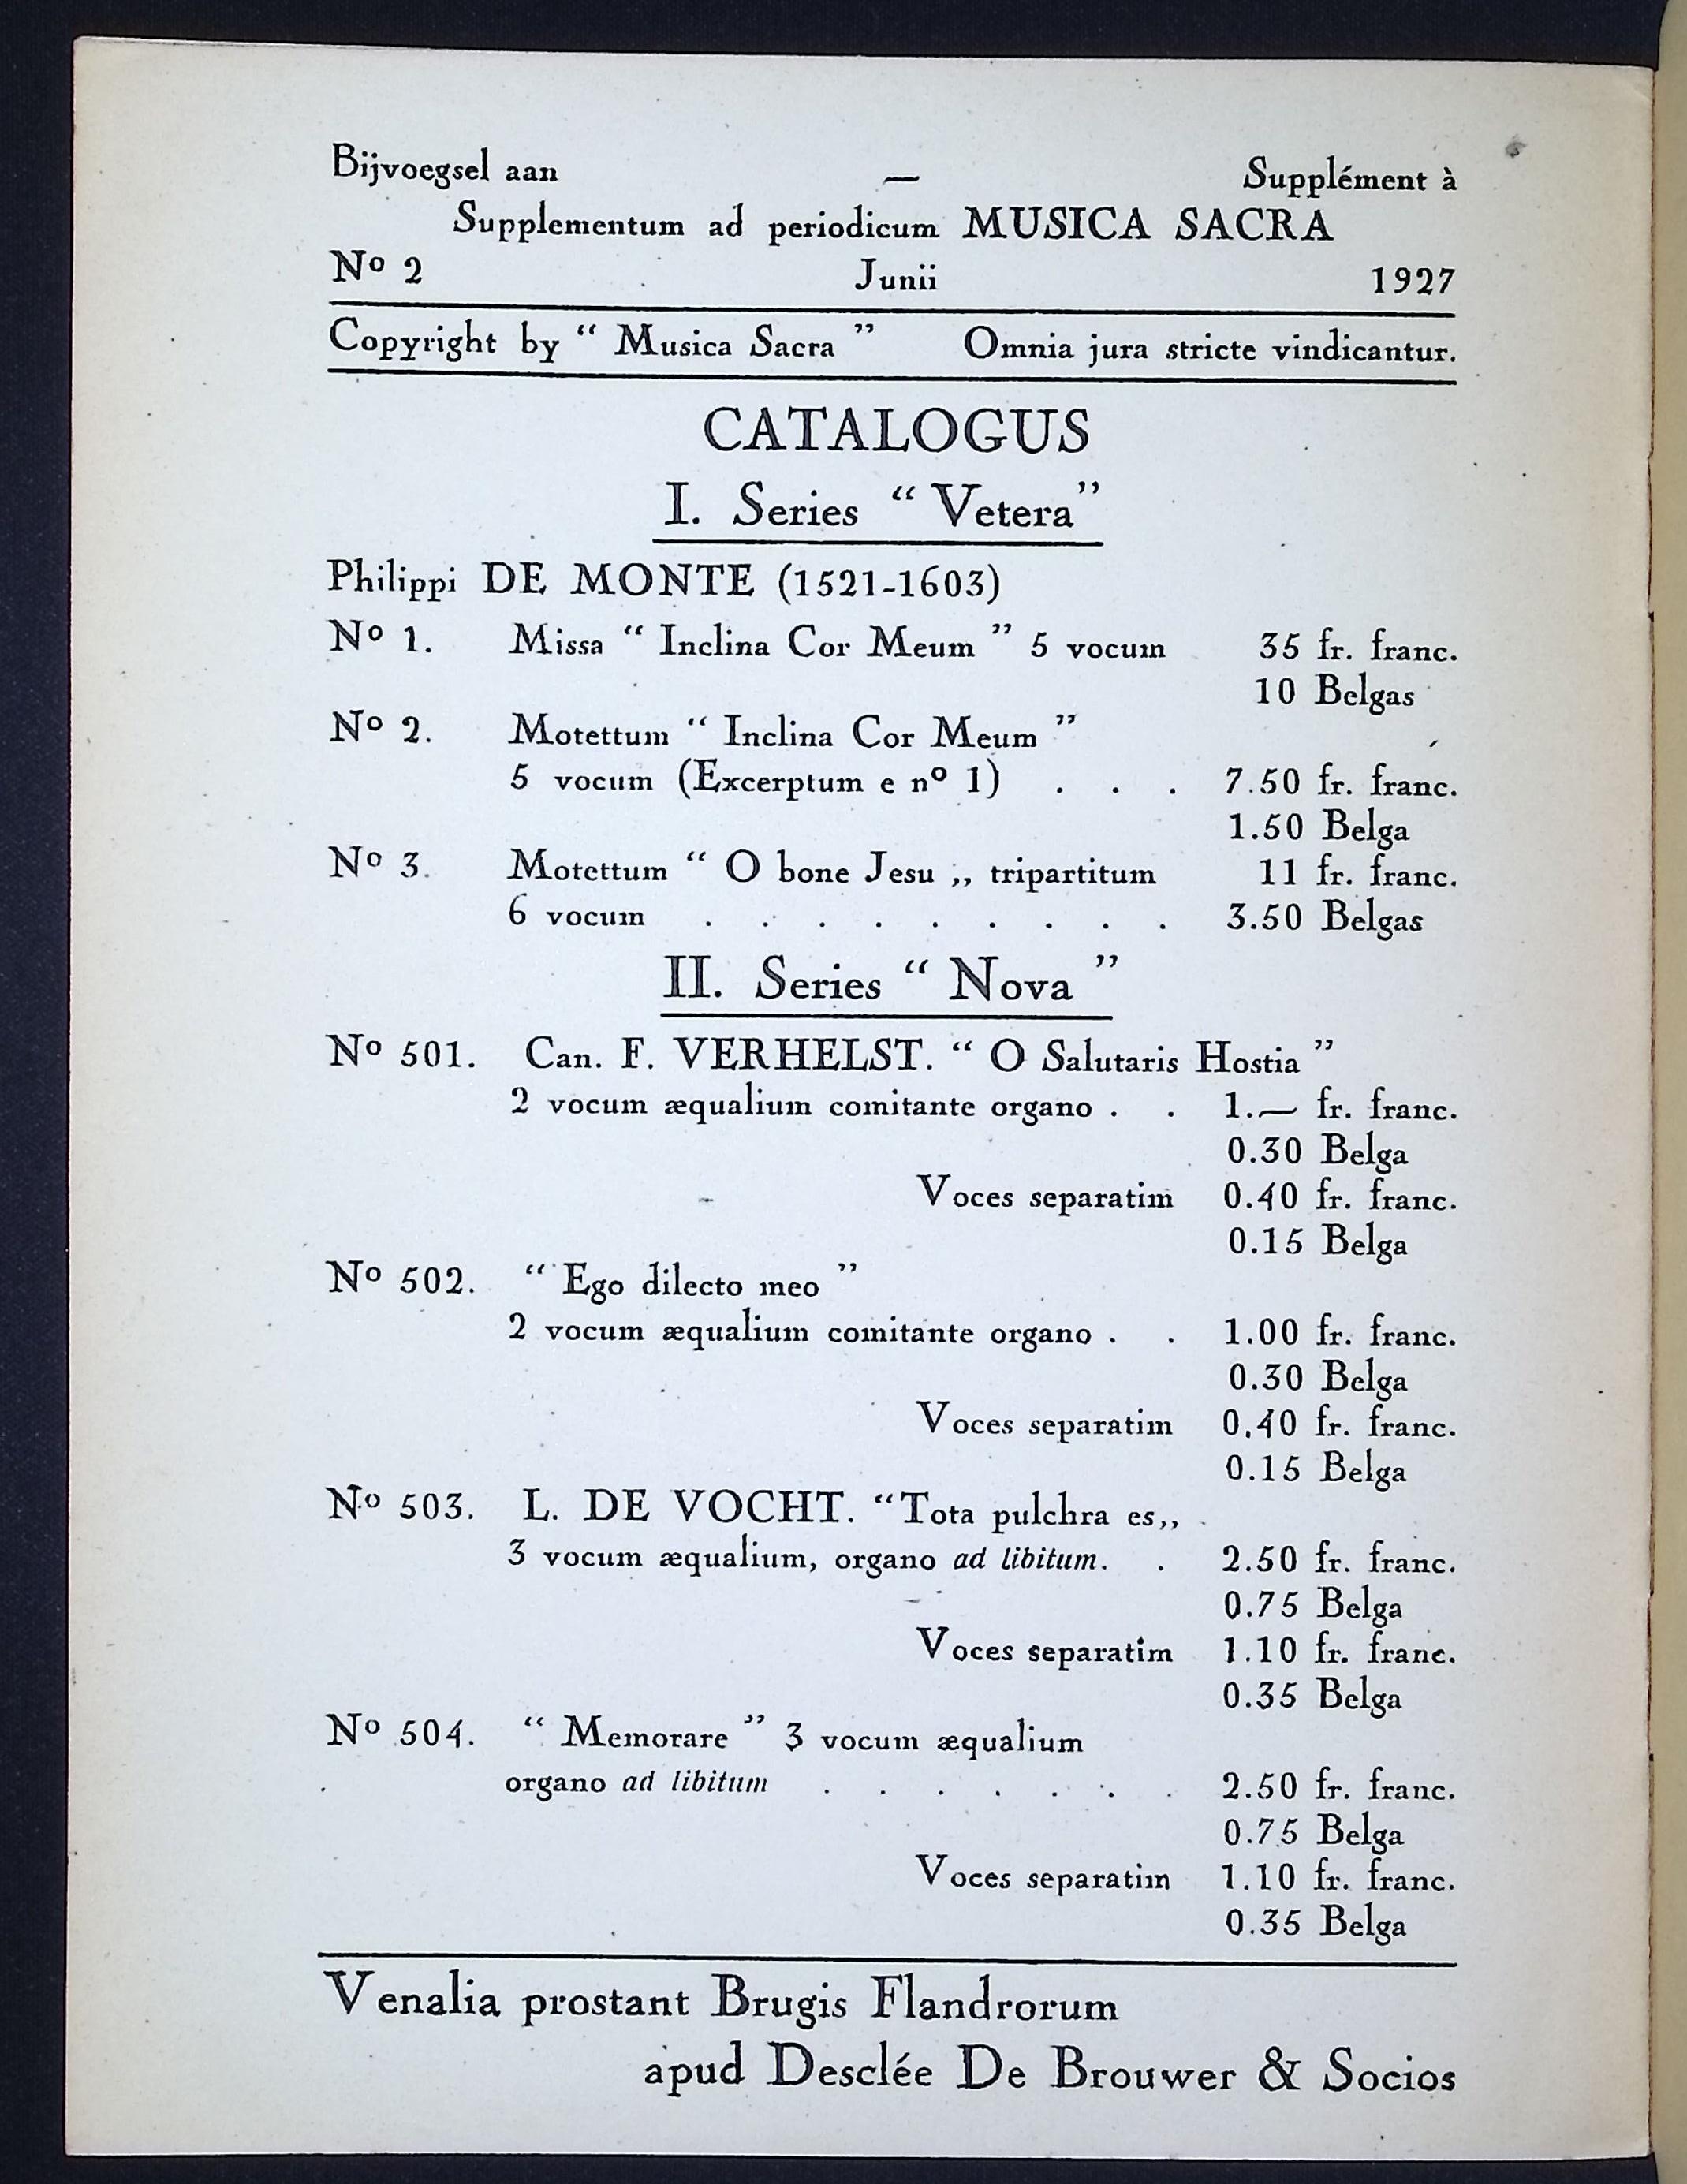 Bijvoegsel aan — Supplément à
Supplementum ad periodicum MUSICA SACRA
Nº 2 Junii 1927
Copyright by “ Musica Sacra ” Omnia jura stricte vindicantur.
CATALOGUS
I. Series “ Vetera”
Philippi DE MONTE (1521-1603)
Nº 1. Missa “ Inclina Cor Meum ” 5 vocum 35 fr. franc.
10 Belgas
Nº 2. Motettum “ Inclina Cor Meum ”
5 vocum (Excerptum e nº 1) . . . 7.50 fr. franc.
1.50 Belga
Nº 3. Motettum “ O bone Jesu ,, tripartitum 11 fr. franc.
6 vocum . . . . . . . . . 3.50 Belgas
II. Series “ Nova ”
Nº 501. Can. F. VERHELST. “ O Salutaris Hostia ”
2 vocum æqualium comitante organo . . 1.— fr. franc.
0.30 Belga
Voces separatim 0.40 fr. franc.
0.15 Belga
Nº 502. “ Ego dilecto meo ”
2 vocum æqualium comitante organo . . 1.00 fr. franc.
0.30 Belga
Voces separatim 0.40 fr. franc.
0.15 Belga
Nº 503. L. DE VOCHT. “Tota pulchra es,,
3 vocum æqualium, organo ad libitum. . 2.50 fr. franc.
0.75 Belga
Voces separatim 1.10 fr. franc.
0.35 Belga
Nº 504. “ Memorare ” 3 vocum æqualium
organo ad libitum . . . . . . . 2.50 fr. franc.
0.75 Belga
Voces separatim 1.10 fr. franc.
0.35 Belga
Venalia prostant Brugis Flandrorum
apud Desclée De Brouwer & Socios